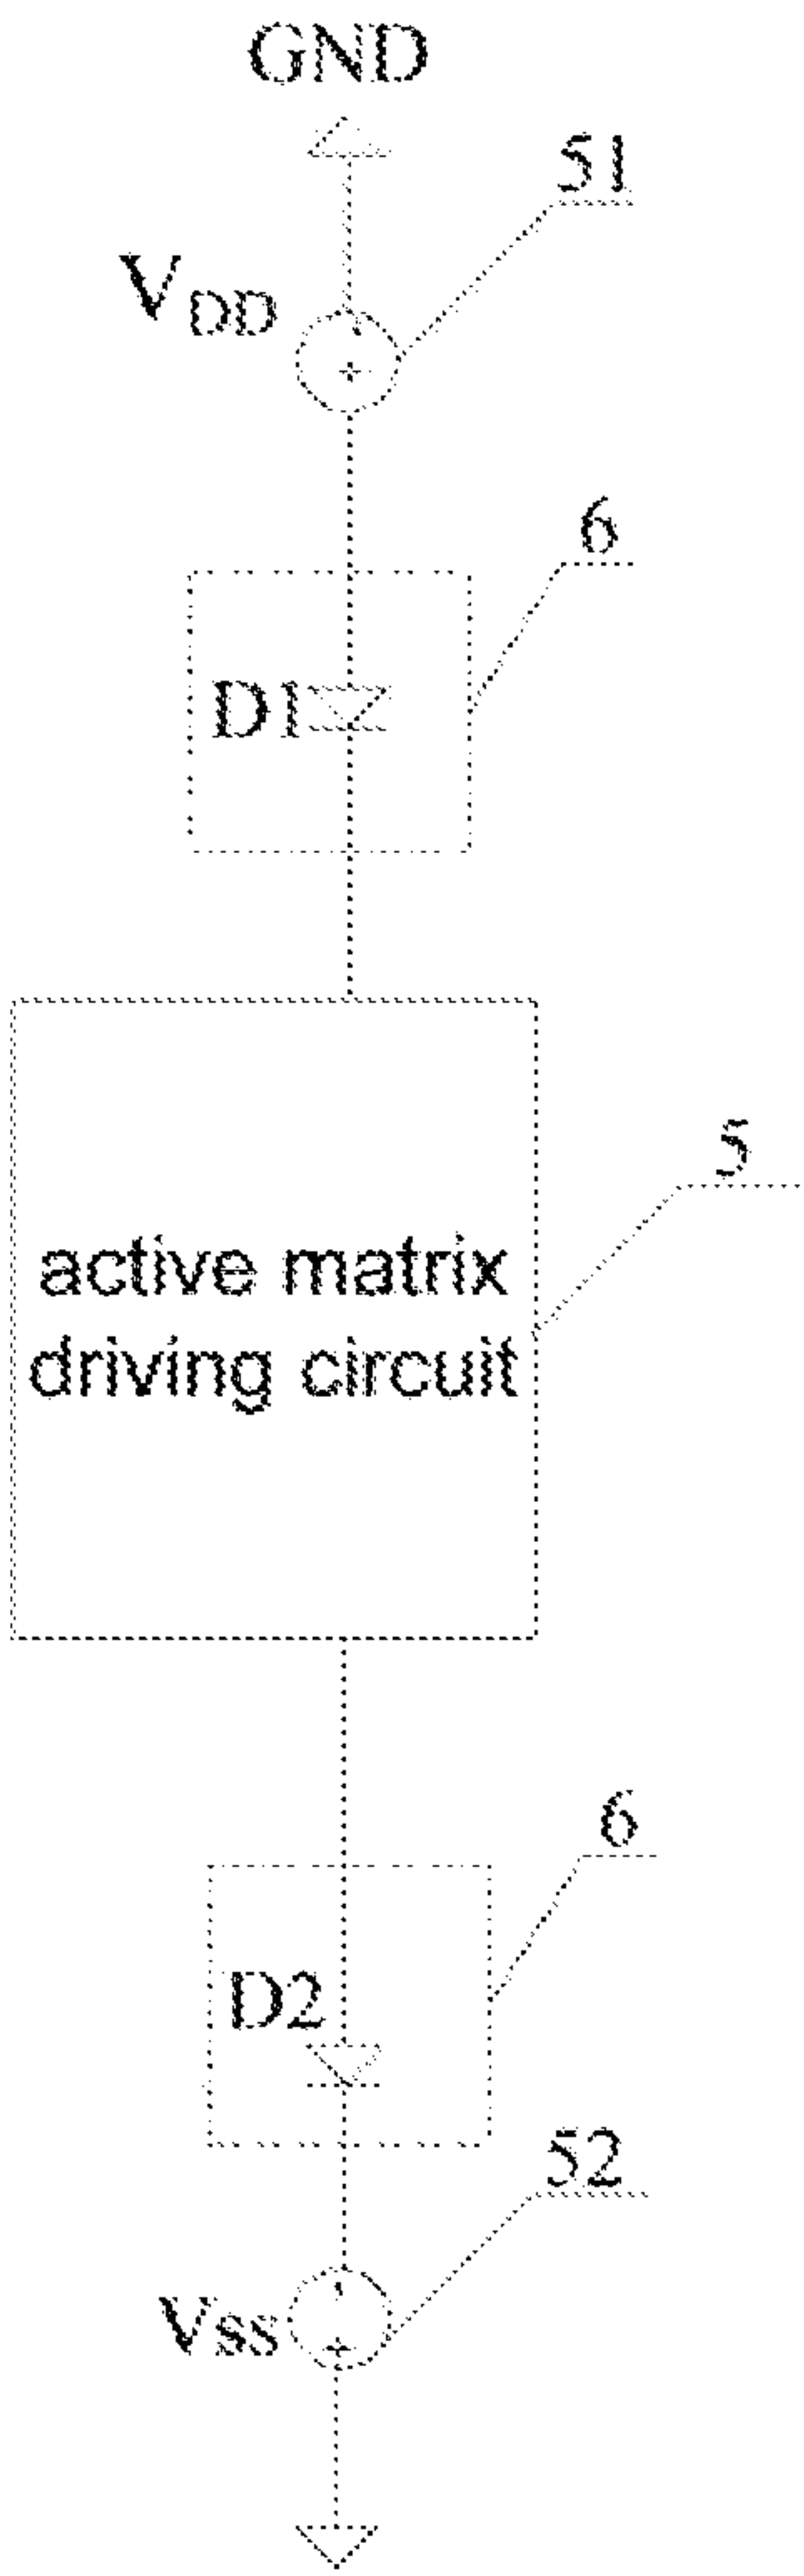 GND
51
VDD
+
6
D1
5
active matrix
driving circuit
6
D2
52
Vss
+